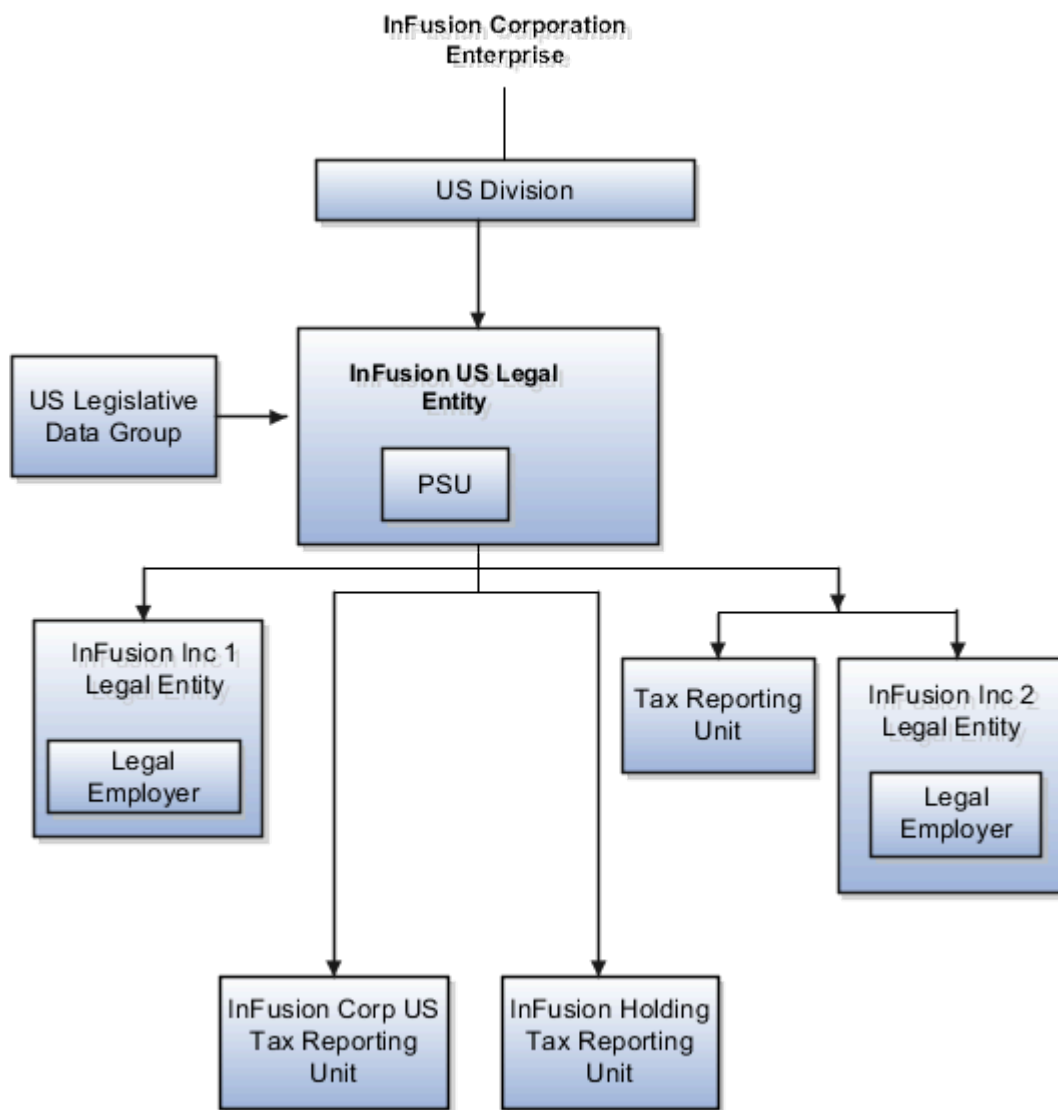 InFusion Corporation
Enterprise
US Division
InFusion US Legal
Entity
US Legislative
Data Group
PSU
InFusion Inc 1
Legal Entity
Legal
Employer
Tax Reporting
Unit
InFusion Inc 2
Legal Entity
Legal
Employer
InFusion Corp US
Tax Reporting
Unit
InFusion Holding
Tax Reporting
Unit